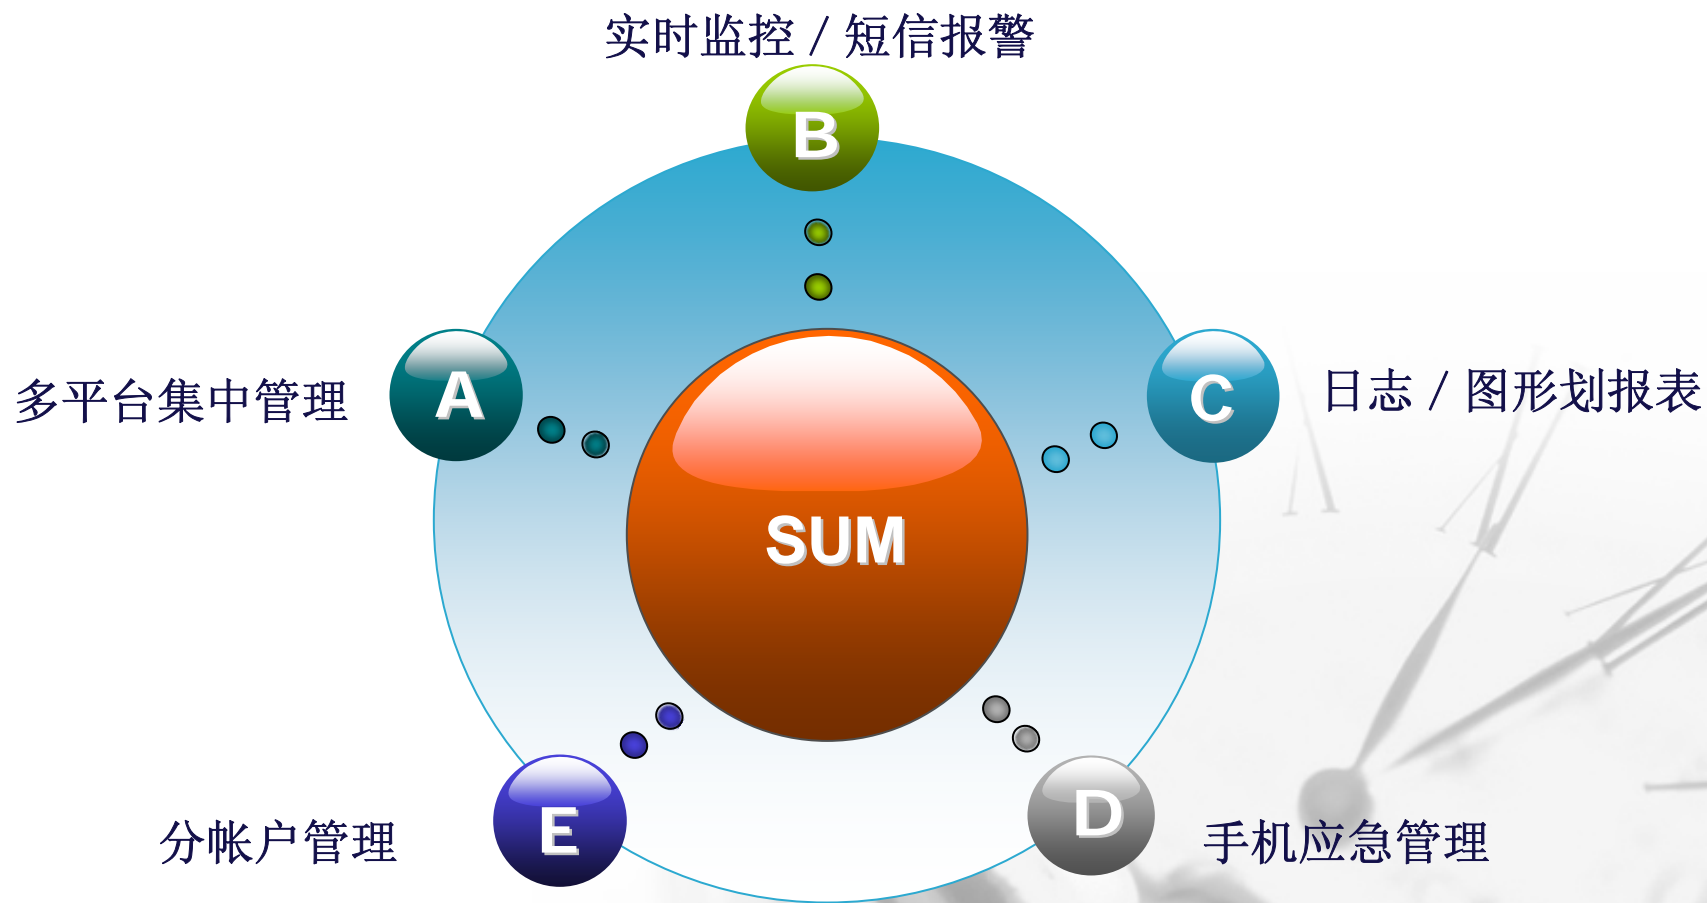 实时监控 / 短信报警
B
A
多平台集中管理
C
日志 / 图形划报表
SUM
E
分帐户管理
D
手机应急管理